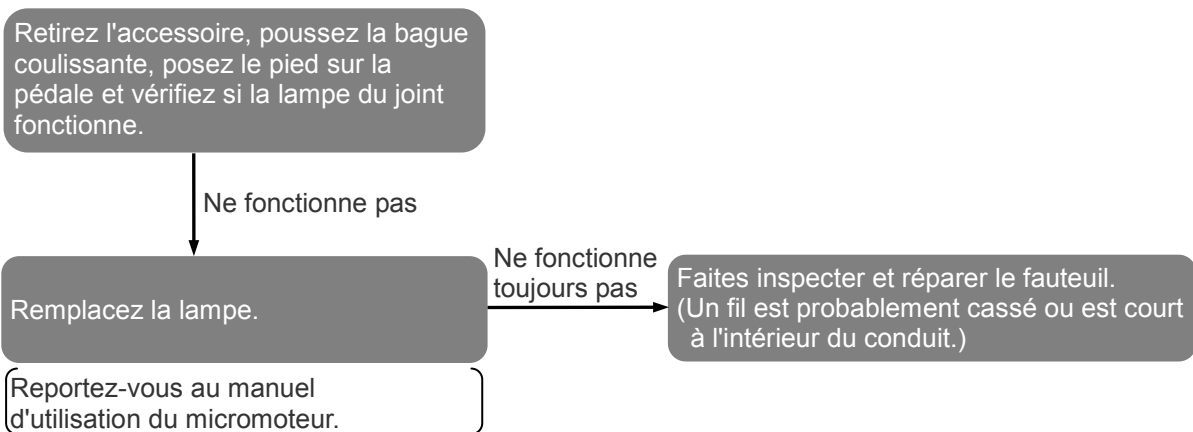 Retirez l'accessoire, poussez la bague
coulissante, posez le pied sur la
pédale et vérifiez si la lampe du joint
fonctionne.
Ne fonctionne pas
Remplacez la lampe.
Ne fonctionne
toujours pas
Faites inspecter et réparer le fauteuil.
(Un fil est probablement cassé ou est court
à l'intérieur du conduit.)
Reportez-vous au manuel
d'utilisation du micromoteur.